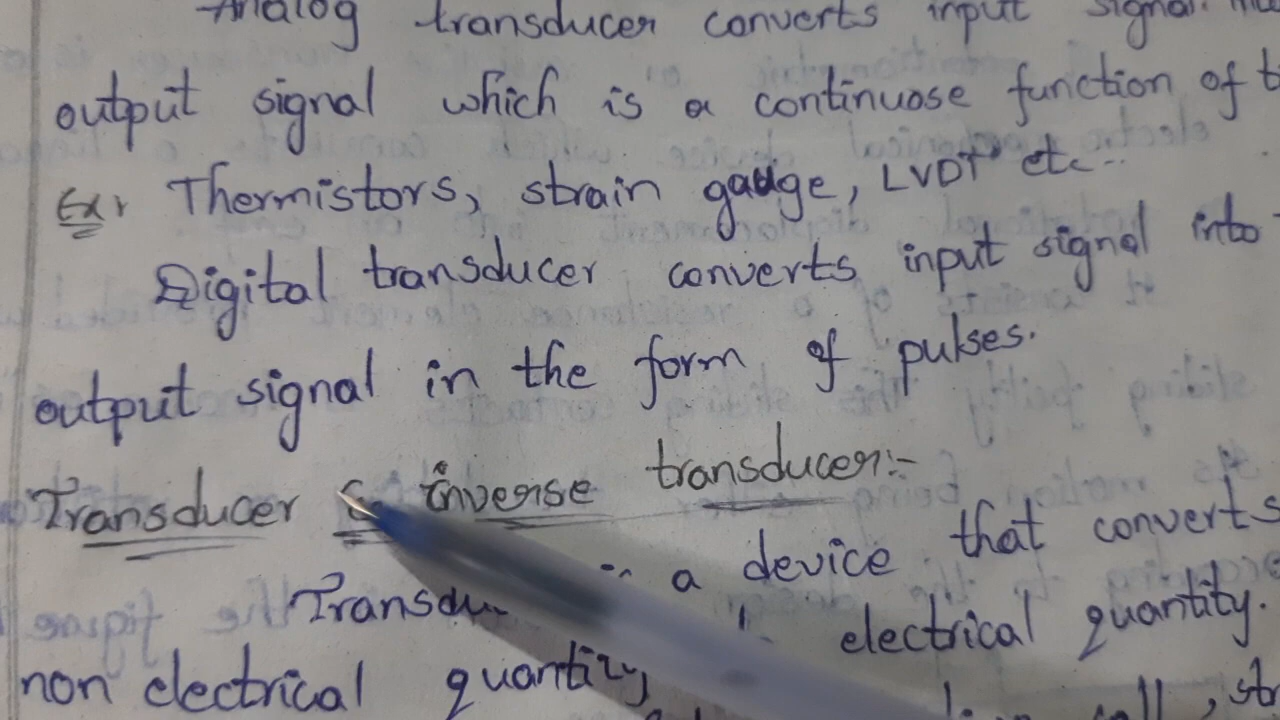 Analog transducer converts input signal
output signal which is a continuose function of
Ex: Thermistors, strain gauge, LVDT etc..
Digital transducer converts input signal into
output signal in the form of pulses.
Transducer & inverse transducer:-
a device that converts
non electrical quantity electrical quantity.